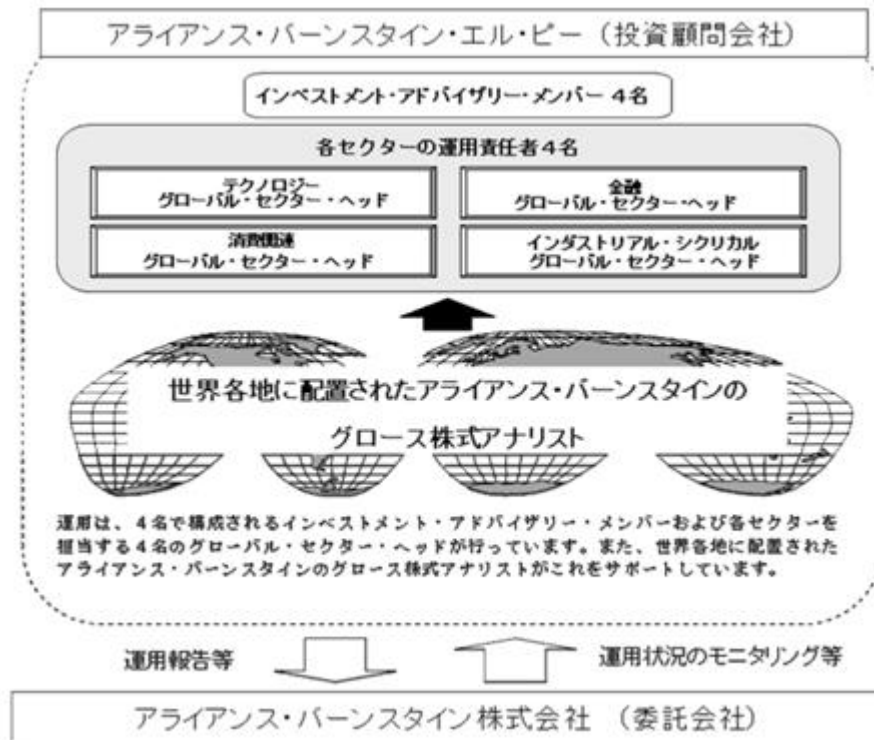 アライアンス・バーンスタイン・エル・ピー（投資顧問会社）
インベストメント・アドバイザリー・メンバー ４名
各セクターの運用責任者４名
テクノロジー
グローバル・セクター・ヘッド
金融
グローバル・セクター・ヘッド
消費関連
グローバル・セクター・ヘッド
インダストリアル・シクリカル
グローバル・セクター・ヘッド
世界各地に配置されたアライアンス・バーンスタインの
グロース株式アナリスト
運用は、４名で構成されるインベストメント・アドバイザリー・メンバーおよび各セクターを
担当する４名のグローバル・セクター・ヘッドが行っています。また、世界各地に配置された
アライアンス・バーンスタインのグロース株式アナリストがこれをサポートしています。
運用報告等
運用状況のモニタリング等
アライアンス・バーンスタイン株式会社 （委託会社）